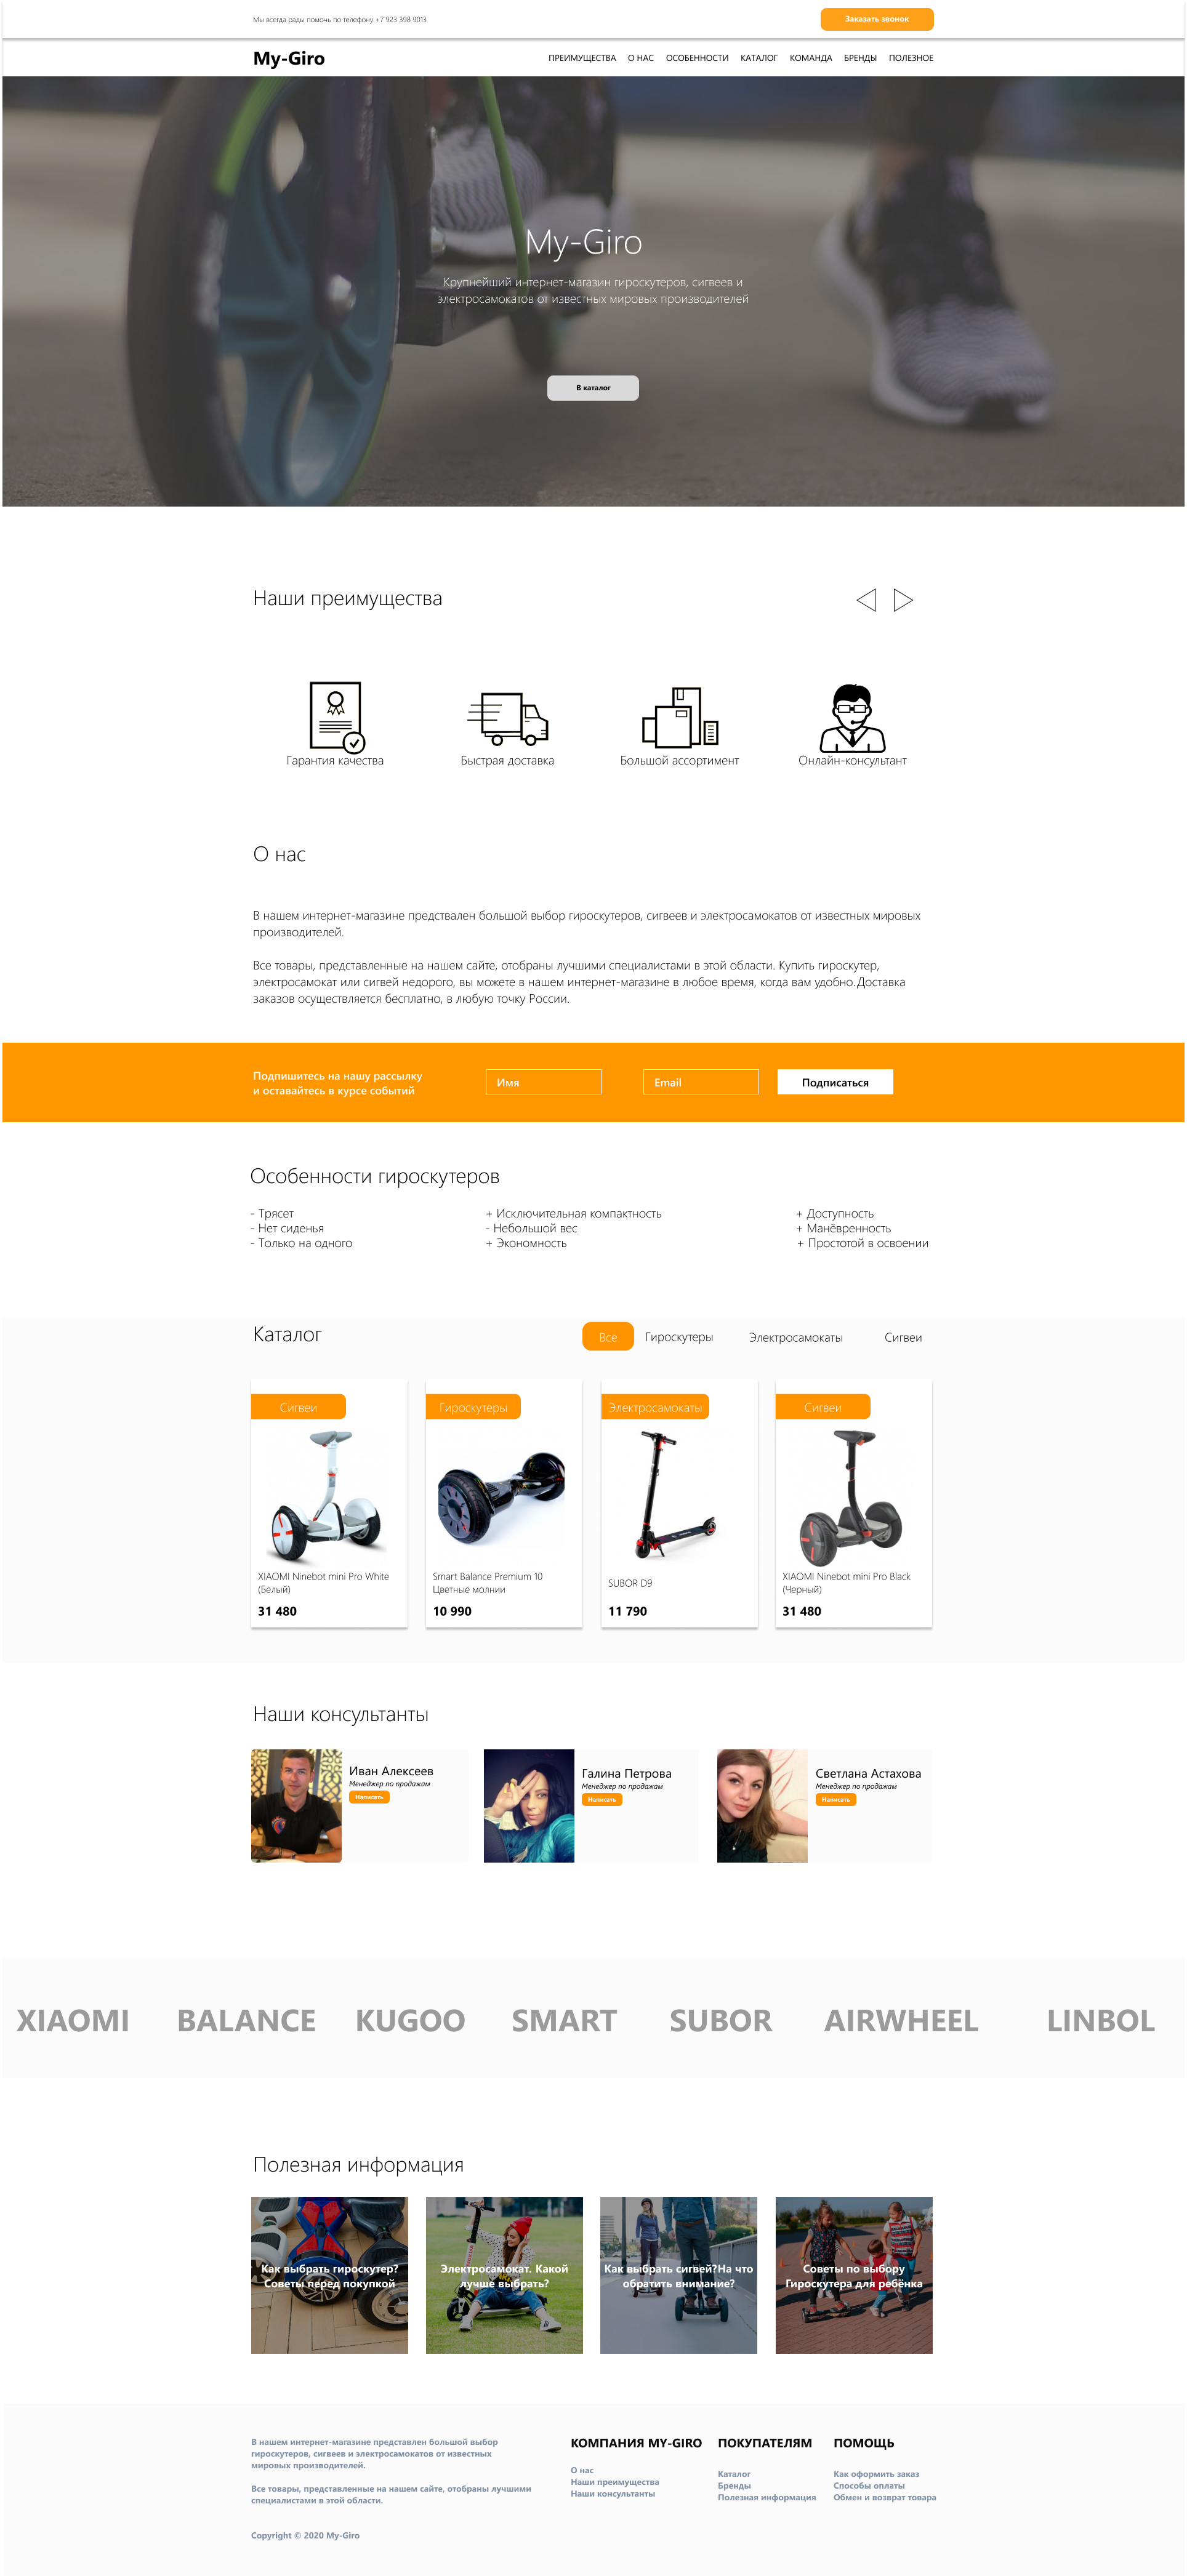 Мы всегда рады помочь по телефону +7 923 398 9013
Заказать звонок
My-Giro
ПРЕИМУЩЕСТВА О НАС ОСОБЕННОСТИ КАТАЛОГ КОМАНДА БРЕНДЫ ПОЛЕЗНОЕ
My-Giro
Крупнейший интернет-магазин гироскутеров, сигвеев и
электросамокатов от известных мировых производителей
В каталог
Наши преимущества
Гарантия качества
Быстрая доставка
Большой ассортимент
Онлайн-консультант
О нас
В нашем интернет-магазине предствален большой выбор гироскутеров, сигвеев и электросамокатов от известных мировых
производителей.
Все товары, представленные на нашем сайте, отобраны лучшими специалистами в этой области. Купить гироскутер,
электросамокат или сигвей недорого, вы можете в нашем интернет-магазине в любое время, когда вам удобно.Доставка
заказов осуществляется бесплатно, в любую точку России.
Подпишитесь на нашу рассылку
и оставайтесь в курсе событий
Имя
Email
Подписаться
Особенности гироскутеров
- Трясет
- Нет сиденья
- Только на одного
+ Исключительная компактность
- Небольшой вес
+ Экономность
+ Доступность
+ Манёвренность
+ Простотой в освоении
Каталог
Все Гироскутеры Электросамокаты Сигвеи
Сигвеи
XIAOMI Ninebot mini Pro White
(Белый)
31 480
Гироскутеры
Smart Balance Premium 10
Цветные молнии
10 990
Электросамокаты
SUBOR D9
11 790
Сигвеи
XIAOMI Ninebot mini Pro Black
(Черный)
31 480
Наши консультанты
Иван Алексеев
Менеджер по продажам
Написать
Галина Петрова
Менеджер по продажам
Написать
Светлана Астахова
Менеджер по продажам
Написать
XIAOMI BALANCE KUGOO SMART SUBOR AIRWHEEL LINBOL
Полезная информация
Как выбрать гироскутер?
Советы перед покупкой
Электросамокат. Какой
лучше выбрать?
Как выбрать сигвей?На что
обратить внимание?
Советы по выбору
Гироскутера для ребёнка
В нашем интернет-магазине представлен большой выбор
гироскутеров, сигвеев и электросамокатов от известных
мировых производителей.
Все товары, представленные на нашем сайте, отобраны лучшими
специалистами в этой области.
Copyright © 2020 My-Giro
КОМПАНИЯ MY-GIRO
О нас
Наши преимущества
Наши консультанты
ПОКУПАТЕЛЯМ
Каталог
Бренды
Полезная информация
ПОМОЩЬ
Как оформить заказ
Способы оплаты
Обмен и возврат товара